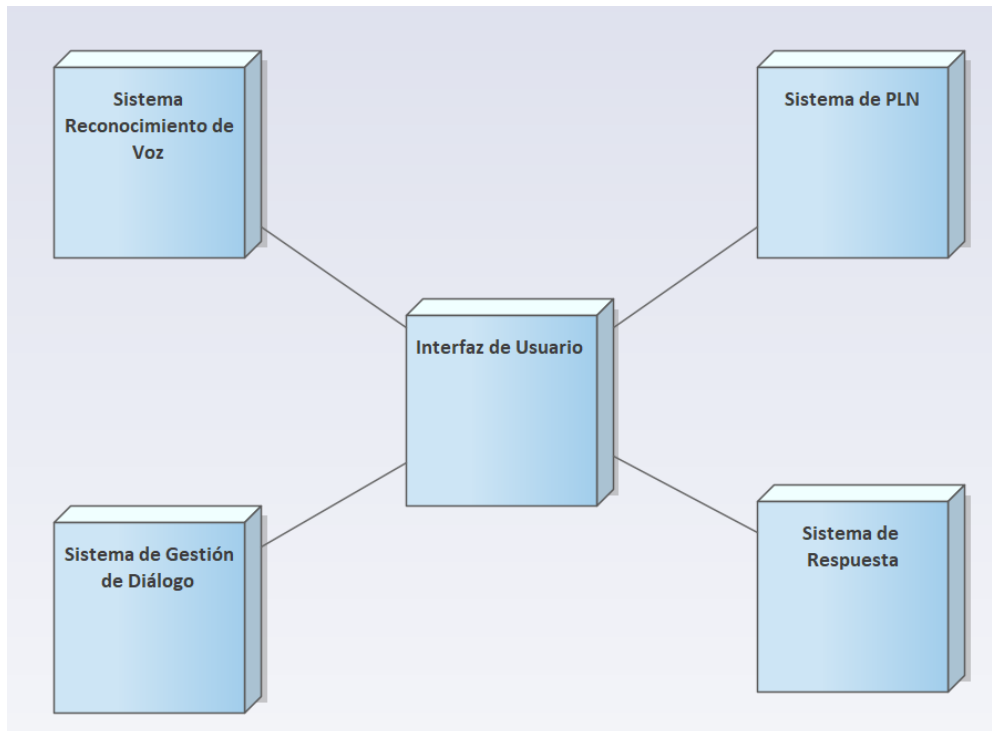 Sistema
Reconocimiento de
Voz
Sistema de PLN
Interfaz de Usuario
Sistema de Gestión
de Diálogo
Sistema de
Respuesta